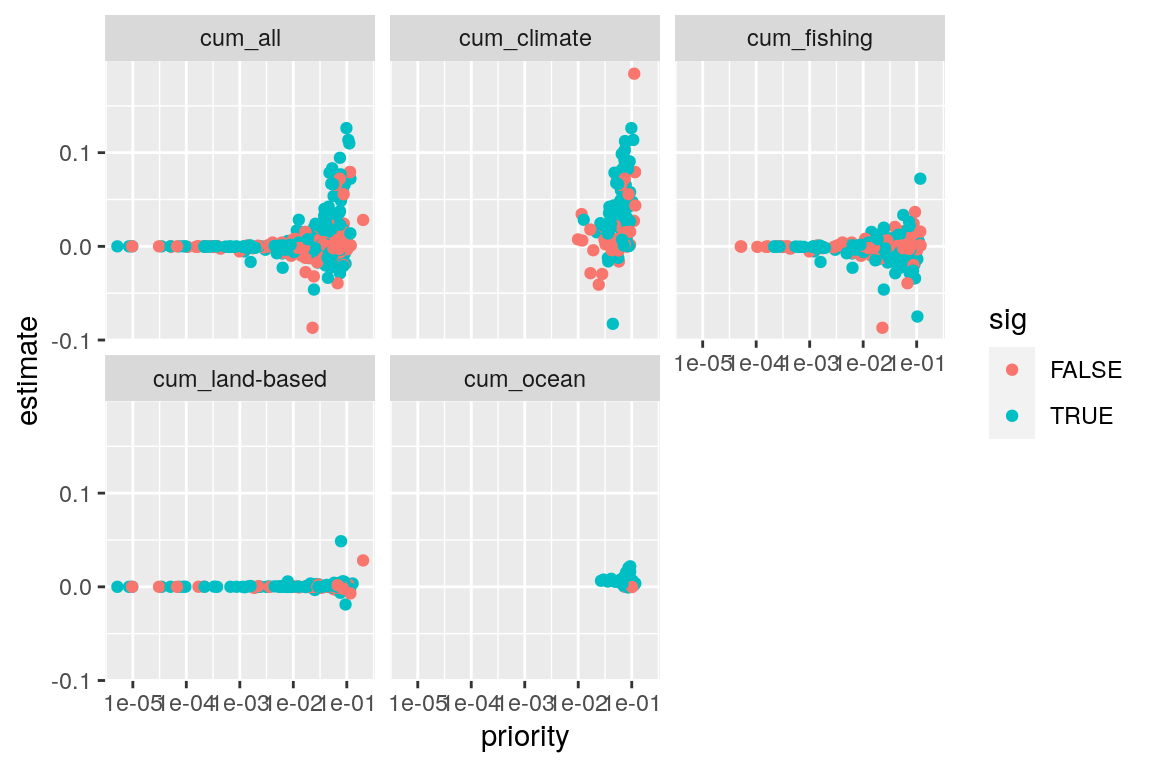 cum_all cum_climate cum_fishing
0.1
0.0
-0.1
1e-05 1e-04 1e-03 1e-02 1e-01
cum_land-based cum_ocean
0.1
0.0
-0.1
1e-05 1e-04 1e-03 1e-02 1e-01 1e-05 1e-04 1e-03 1e-02 1e-01
priority
estimate
sig
FALSE
TRUE